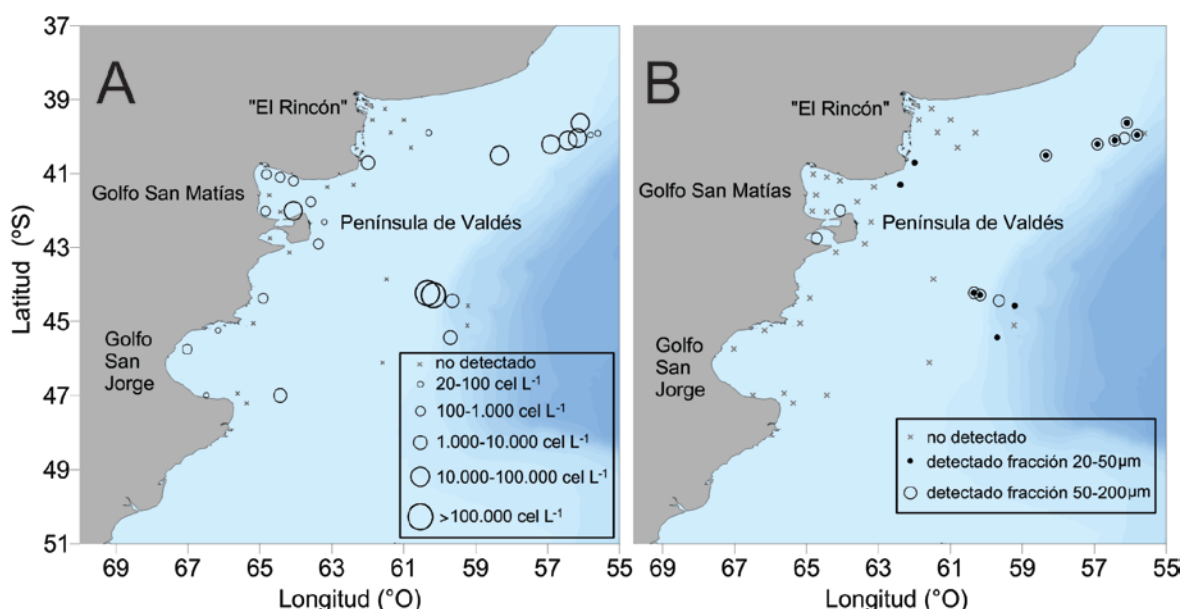 37
39
41
43
45
47
49
51
Latitud (°S)
A
"El Rincón"
Golfo San Matías
Península de Valdés
Golfo
San
Jorge
no detectado
20-100 cel L⁻¹
100-1.000 cel L⁻¹
1.000-10.000 cel L⁻¹
10.000-100.000 cel L⁻¹
>100.000 cel L⁻¹
69 67 65 63 61 59 57 55
Longitud (°O)
B
"El Rincón"
Golfo San Matías
Península de Valdés
Golfo
San
Jorge
no detectado
detectado fracción 20-50µm
detectado fracción 50-200µm
69 67 65 63 61 59 57 55
Longitud (°O)